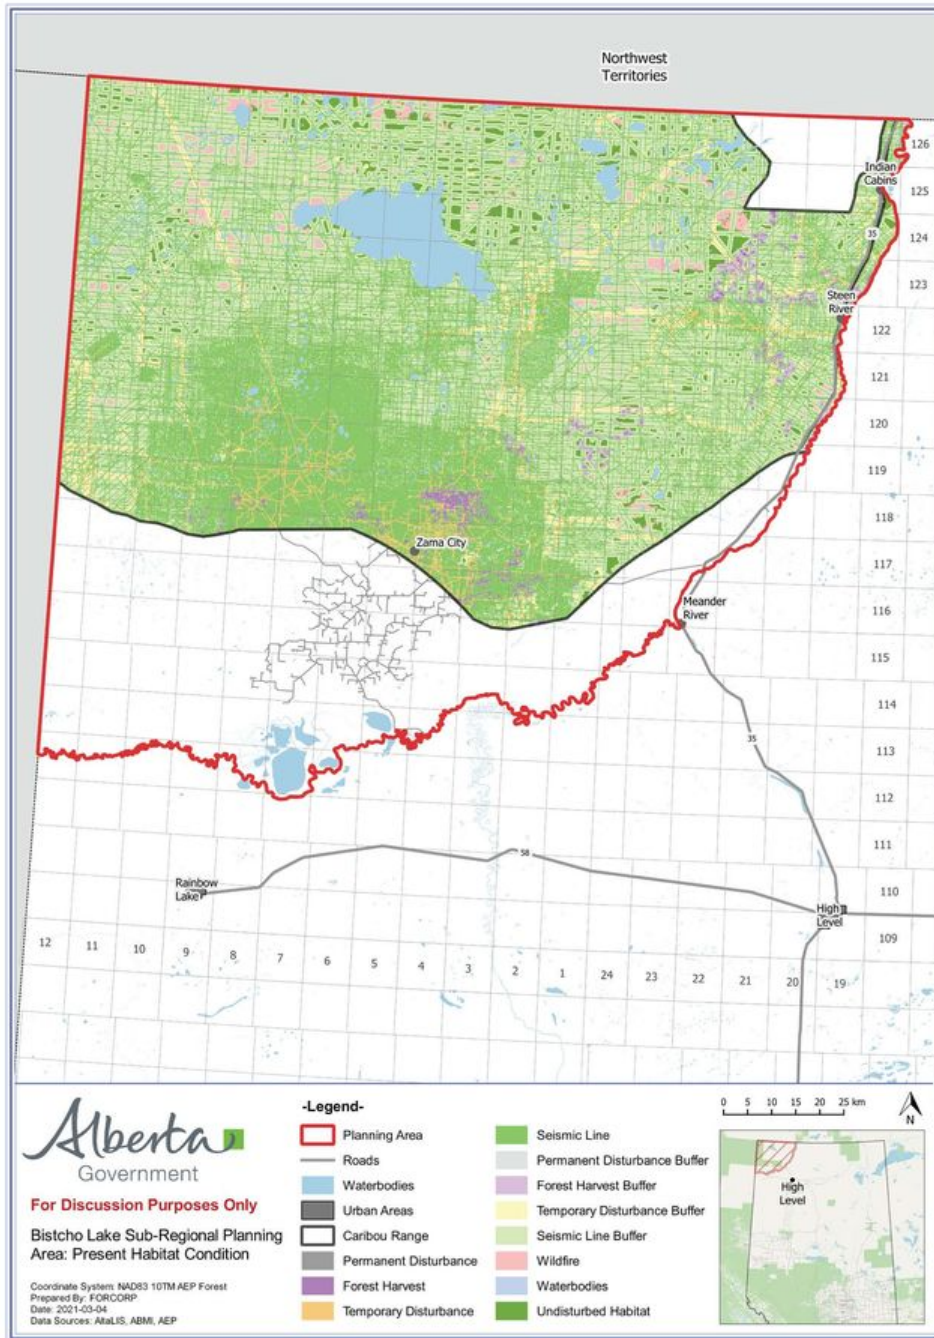 Northwest
Territories
126
Indian
Cabins
125
35
124
123
Steen
River
122
121
120
119
118
Zama City
117
Meander
River
116
115
114
35
113
112
111
58
Rainbow
Lake
110
High
Level
109
12 11 10 9 8 7 6 5 4 3 2 1 24 23 22 21 20 19
Alberta
Government
For Discussion Purposes Only
Bistcho Lake Sub-Regional Planning
Area: Present Habitat Condition
Coordinate System: NAD83 10TM AEP Forest
Prepared By: FORCORP
Date: 2021-03-04
Data Sources: AltaLIS, ABMI, AEP
-Legend-
Planning Area
Roads
Waterbodies
Urban Areas
Caribou Range
Permanent Disturbance
Forest Harvest
Temporary Disturbance
Seismic Line
Permanent Disturbance Buffer
Forest Harvest Buffer
Temporary Disturbance Buffer
Seismic Line Buffer
Wildfire
Waterbodies
Undisturbed Habitat
0 5 10 15 20 25 km
N
High
Level